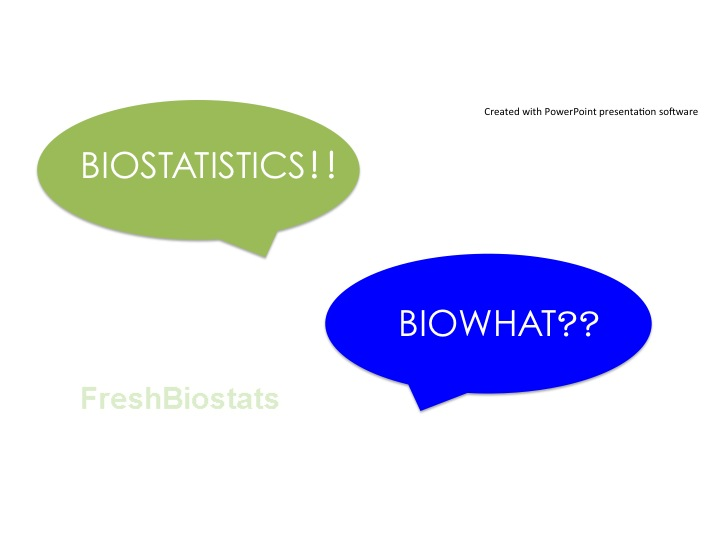 Created with PowerPoint presentation software
BIOSTATISTICS!!
BIOWHAT??
FreshBiostats